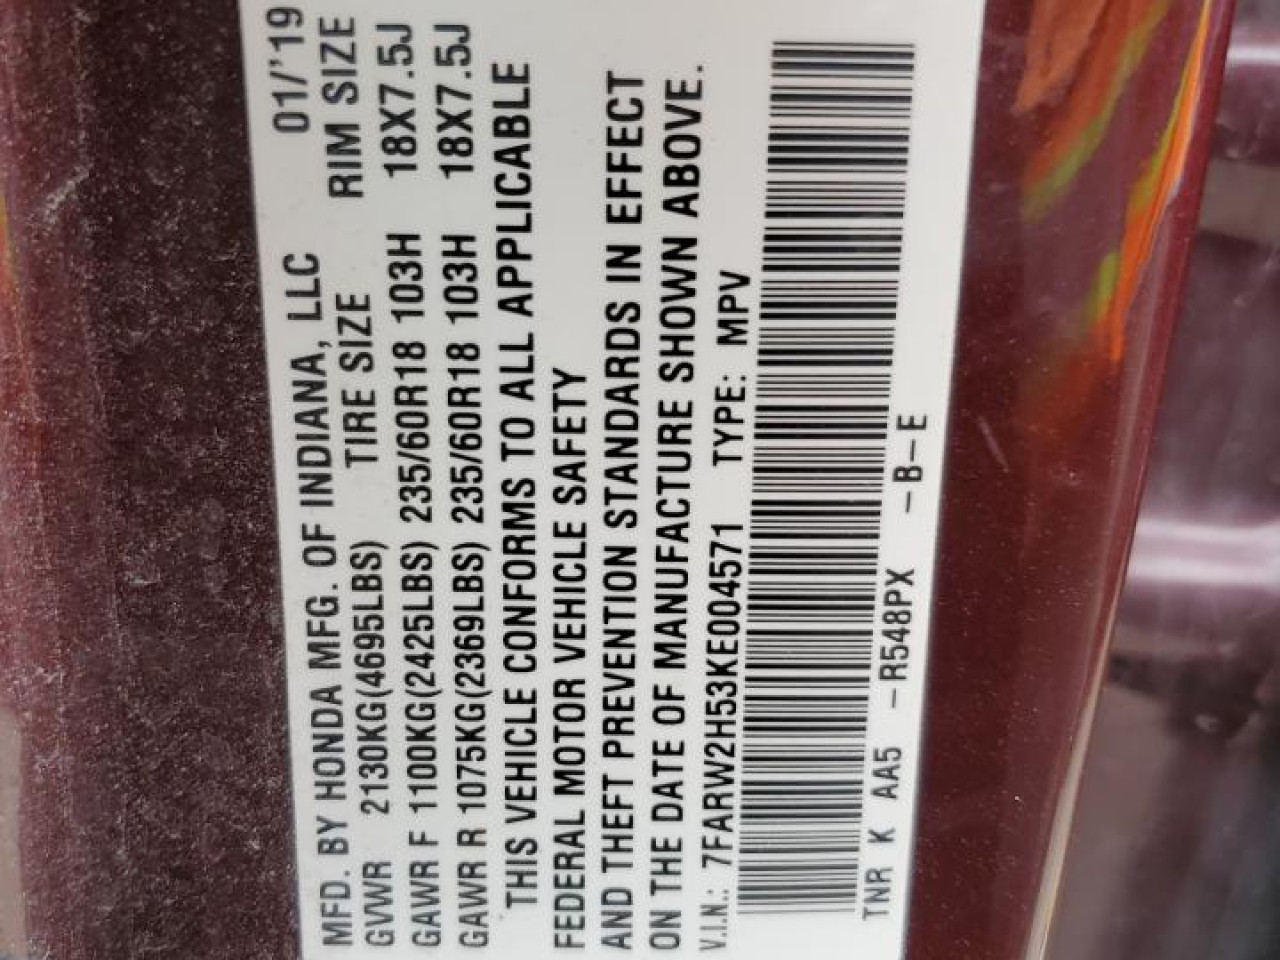 MFD. BY HONDA MFG. OF INDIANA, LLC 01/'19
GVWR 2130KG(4695LBS) TIRE SIZE RIM SIZE
GAWR F 1100KG(2425LBS) 235/60R18 103H 18X7.5J
GAWR R 1075KG(2369LBS) 235/60R18 103H 18X7.5J
THIS VEHICLE CONFORMS TO ALL APPLICABLE
FEDERAL MOTOR VEHICLE SAFETY
AND THEFT PREVENTION STANDARDS IN EFFECT
ON THE DATE OF MANUFACTURE SHOWN ABOVE.
V.I.N.: 7FARW2H53KE004571 TYPE: MPV
TNR K AA5 -R548PX -B-E